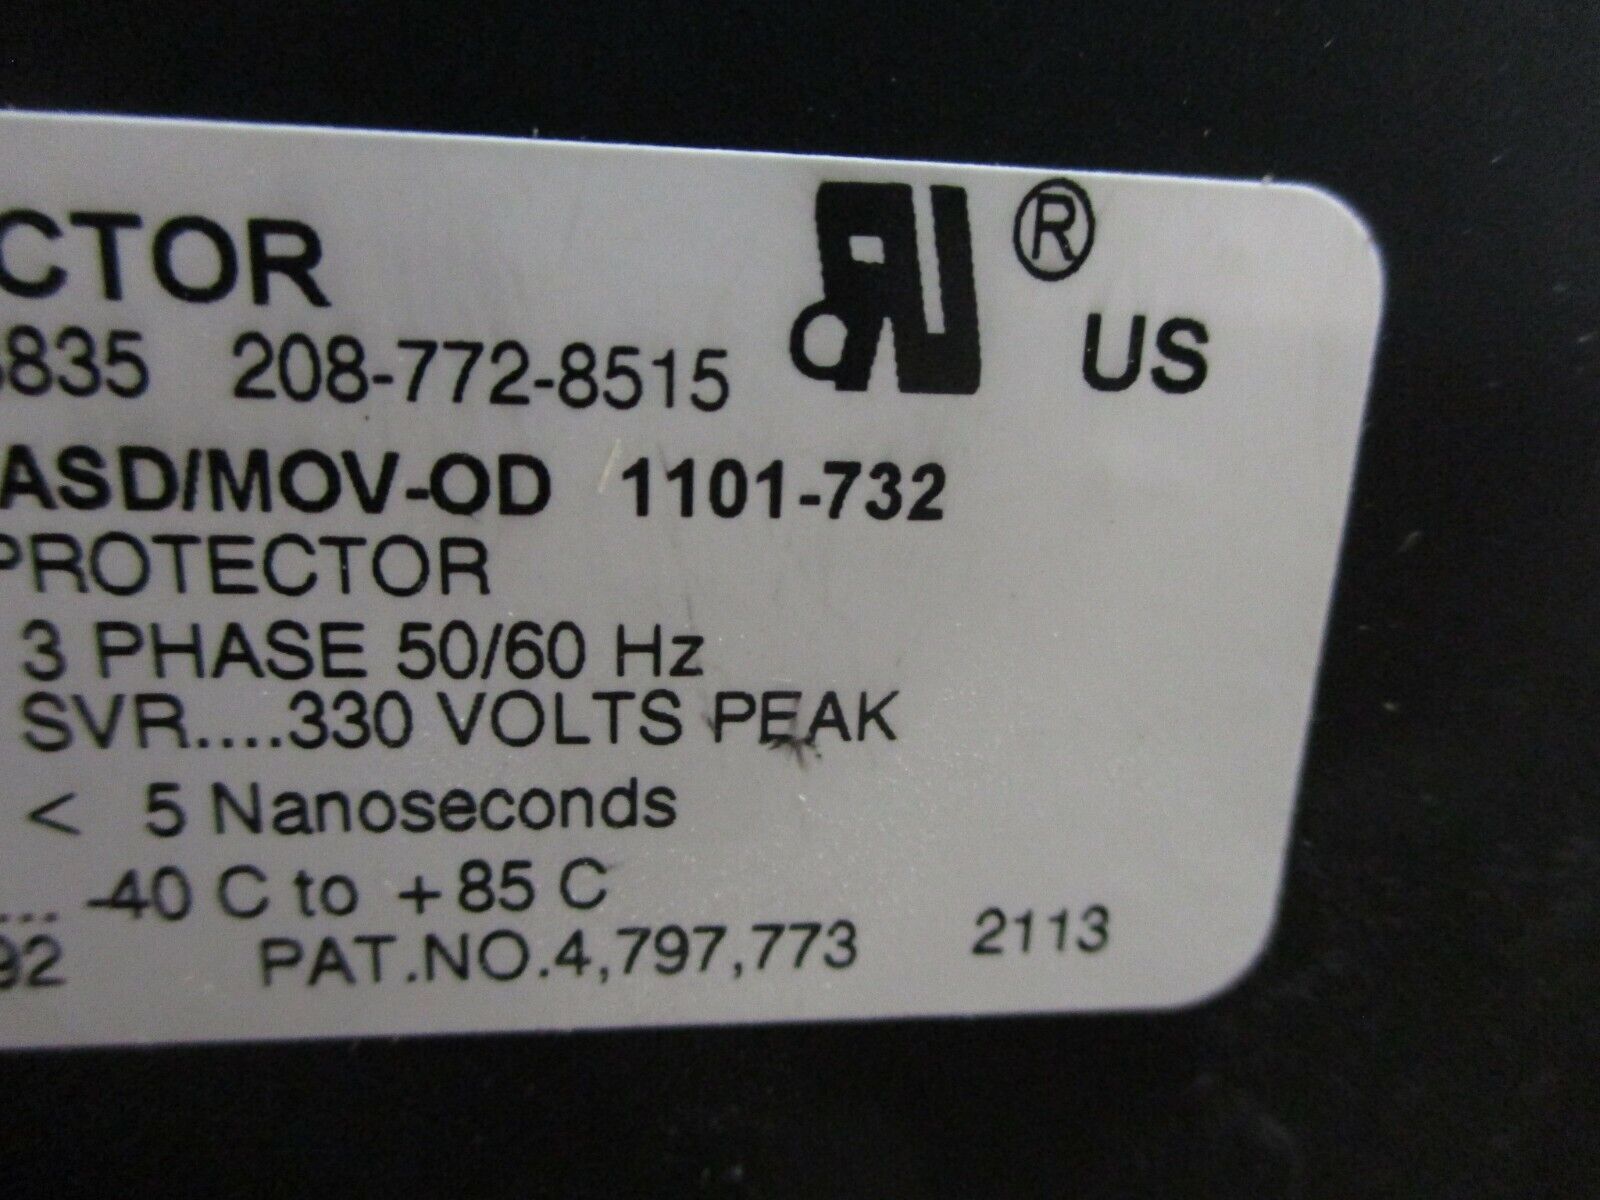 CTOR ®
835 208-772-8515 US
ASD/MOV-OD 1101-732
PROTECTOR
3 PHASE 50/60 Hz
SVR....330 VOLTS PEAK
< 5 Nanoseconds
... -40 C to +85 C
92 PAT.NO.4,797,773 2113